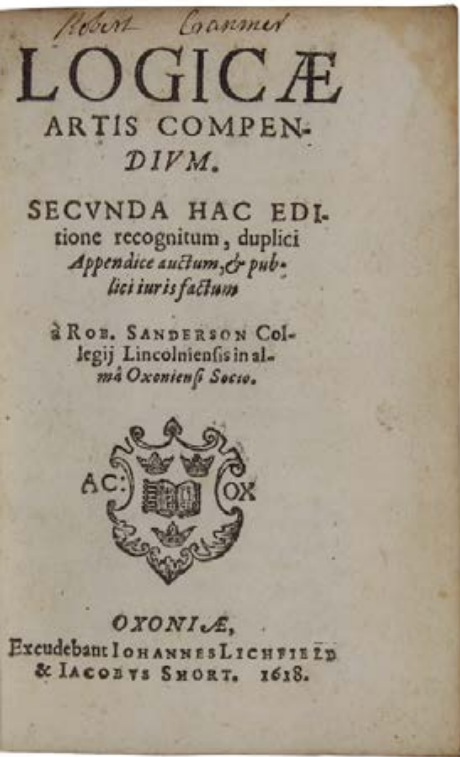 Robert Cranmer
LOGICÆ
ARTIS COMPEN-
DIVM.
SECVNDA HAC EDI-
tione recognitum, duplici
Appendice auctum, & pub-
lici iuris factum
à ROB. SANDERSON Col-
legij Lincolniensis in al-
mâ Oxoniensi Socio.
AC: OX
OXONIÆ,
Excudebant IOHANNES LICHFIELD
& IACOBVS SHORT. 1618.